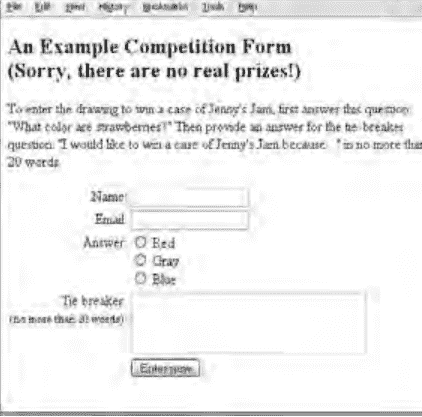 File Edit View History Bookmarks Tools Help
An Example Competition Form
(Sorry, there are no real prizes!)
To enter the drawing to win a case of Jenny's Jam, first answer this question:
"What color are strawberries?" Then provide an answer for the tie-breaker
question: "I would like to win a case of Jenny's Jam because " in no more than
20 words.
Name
Email
Answer Red
Gray
Blue
Tie breaker
(no more than 20 words)
Enter now